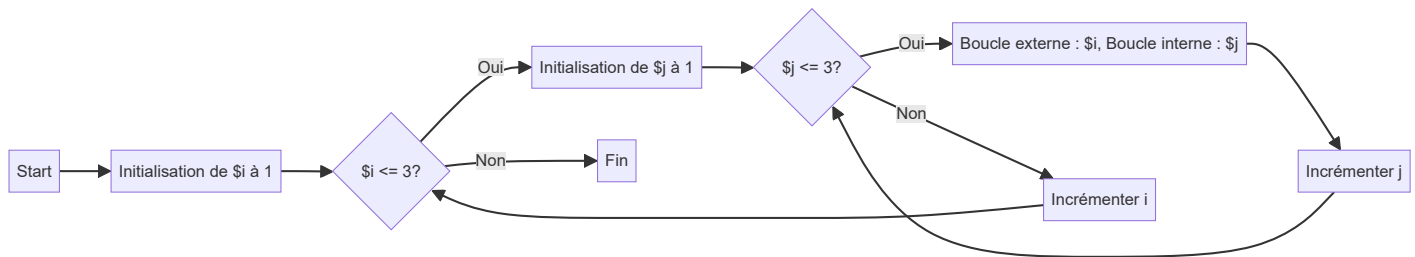 Start
Initialisation de $i à 1
$i <= 3?
Oui
Non
Initialisation de $j à 1
Fin
$j <= 3?
Oui
Non
Boucle externe : $i, Boucle interne : $j
Incrémenter i
Incrémenter j